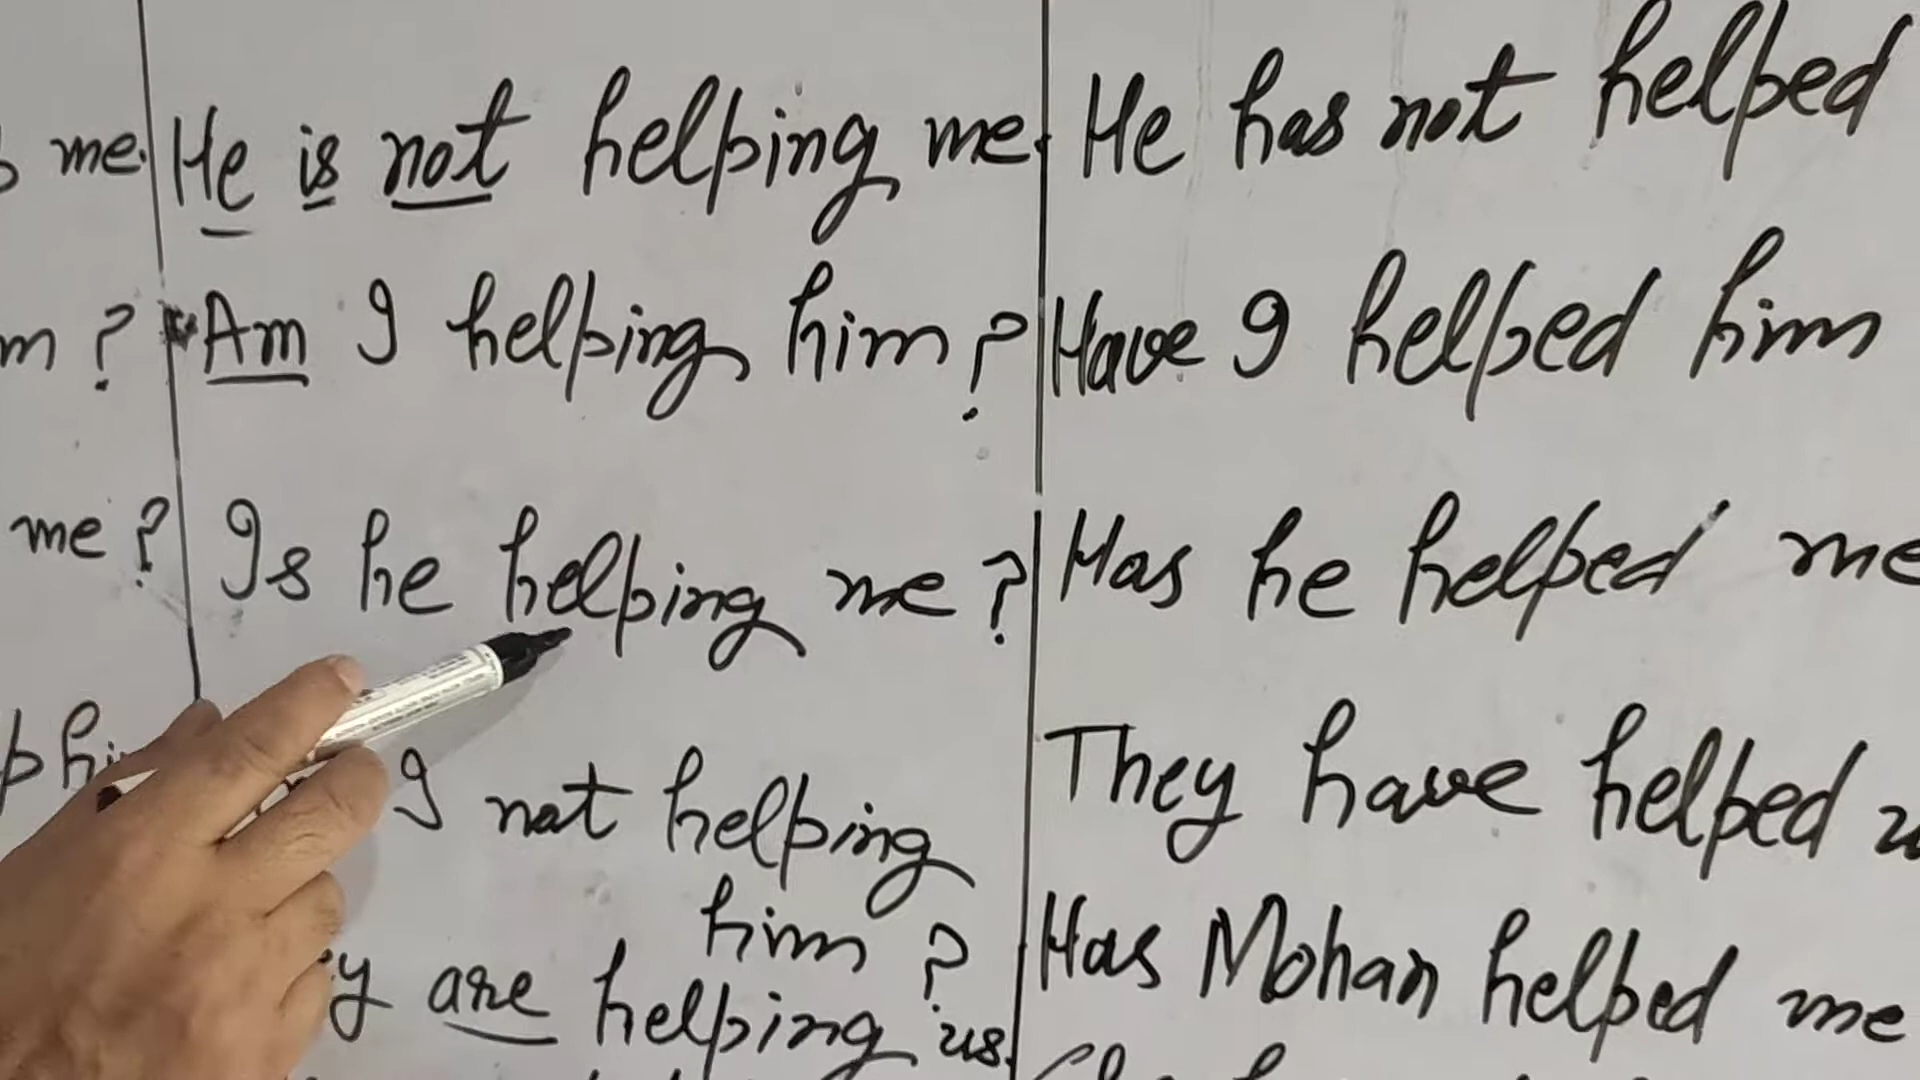 me. He is not helping me. He has not helped
? Am I helping him? Have I helped him
me? Is he helping me? Has he helped me
I not helping They have helped
him?
are helping us. Has Mohan helped me